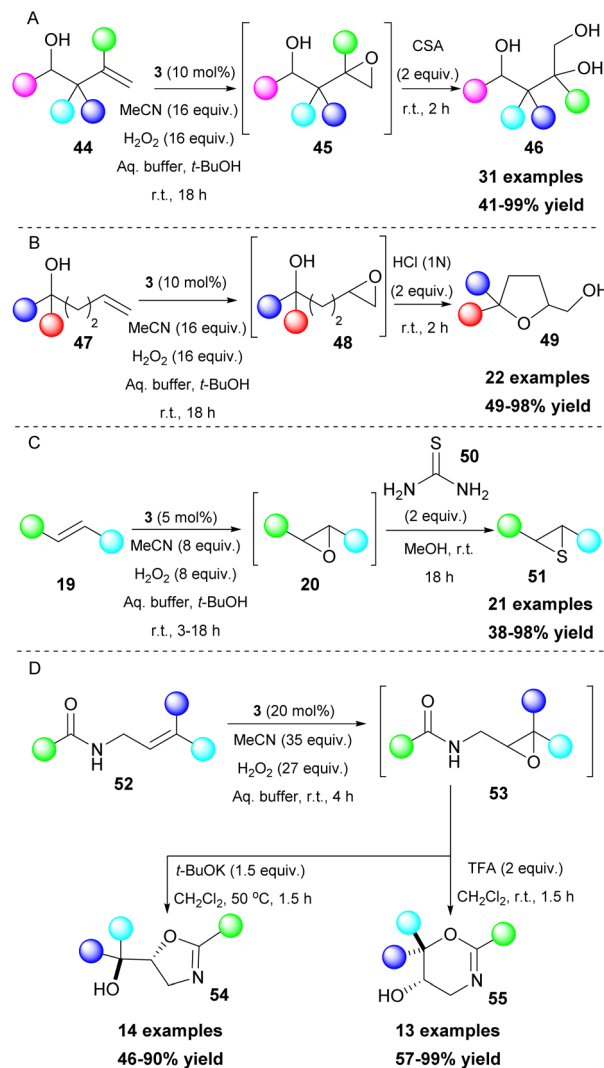 A
OH
3 (10 mol%)
MeCN (16 equiv.)
H2O2 (16 equiv.)
Aq. buffer, t-BuOH
r.t., 18 h
44
OH
O
45
CSA
(2 equiv.)
r.t., 2 h
OH
HO
OH
46
31 examples
41-99% yield
B
OH
2
47
3 (10 mol%)
MeCN (16 equiv.)
H2O2 (16 equiv.)
Aq. buffer, t-BuOH
r.t., 18 h
OH
O
2
48
HCl (1N)
(2 equiv.)
r.t., 2 h
O
OH
49
22 examples
49-98% yield
C
19
3 (5 mol%)
MeCN (8 equiv.)
H2O2 (8 equiv.)
Aq. buffer, t-BuOH
r.t., 3-18 h
O
20
S
50
H2N
NH2
(2 equiv.)
MeOH, r.t.
18 h
S
51
21 examples
38-98% yield
D
O
N
H
52
3 (20 mol%)
MeCN (35 equiv.)
H2O2 (27 equiv.)
Aq. buffer, r.t., 4 h
O
N
H
O
53
t-BuOK (1.5 equiv.)
CH2Cl2, 50 ºC, 1.5 h
TFA (2 equiv.)
CH2Cl2, r.t., 1.5 h
O
N
HO
54
14 examples
46-90% yield
O
N
HO
55
13 examples
57-99% yield